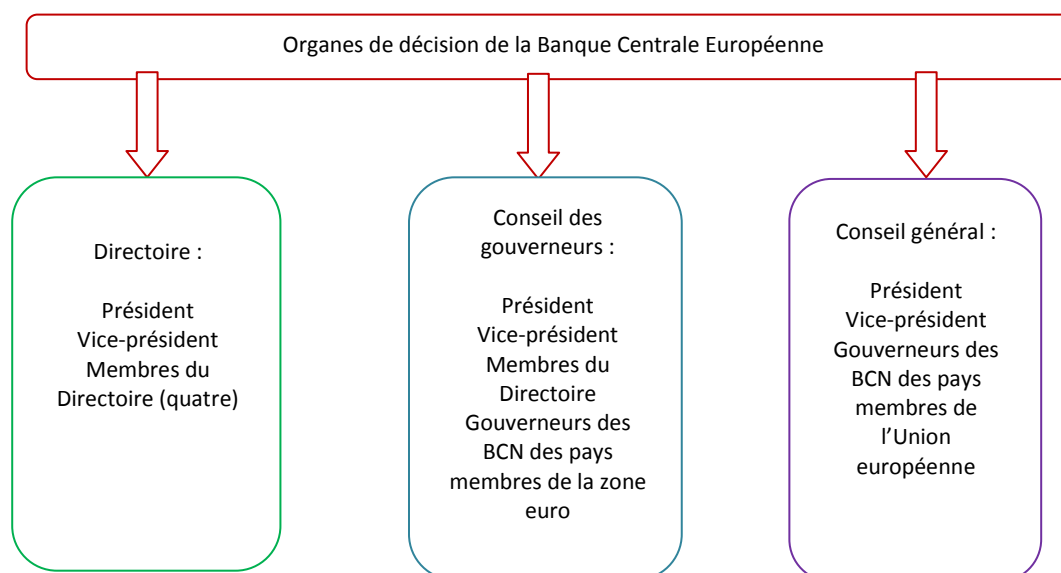 Organes de décision de la Banque Centrale Européenne
Directoire :
Président
Vice-président
Membres du
Directoire (quatre)
Conseil des
gouverneurs :
Président
Vice-président
Membres du
Directoire
Gouverneurs des
BCN des pays
membres de la zone
euro
Conseil général :
Président
Vice-président
Gouverneurs des
BCN des pays
membres de
l’Union
européenne